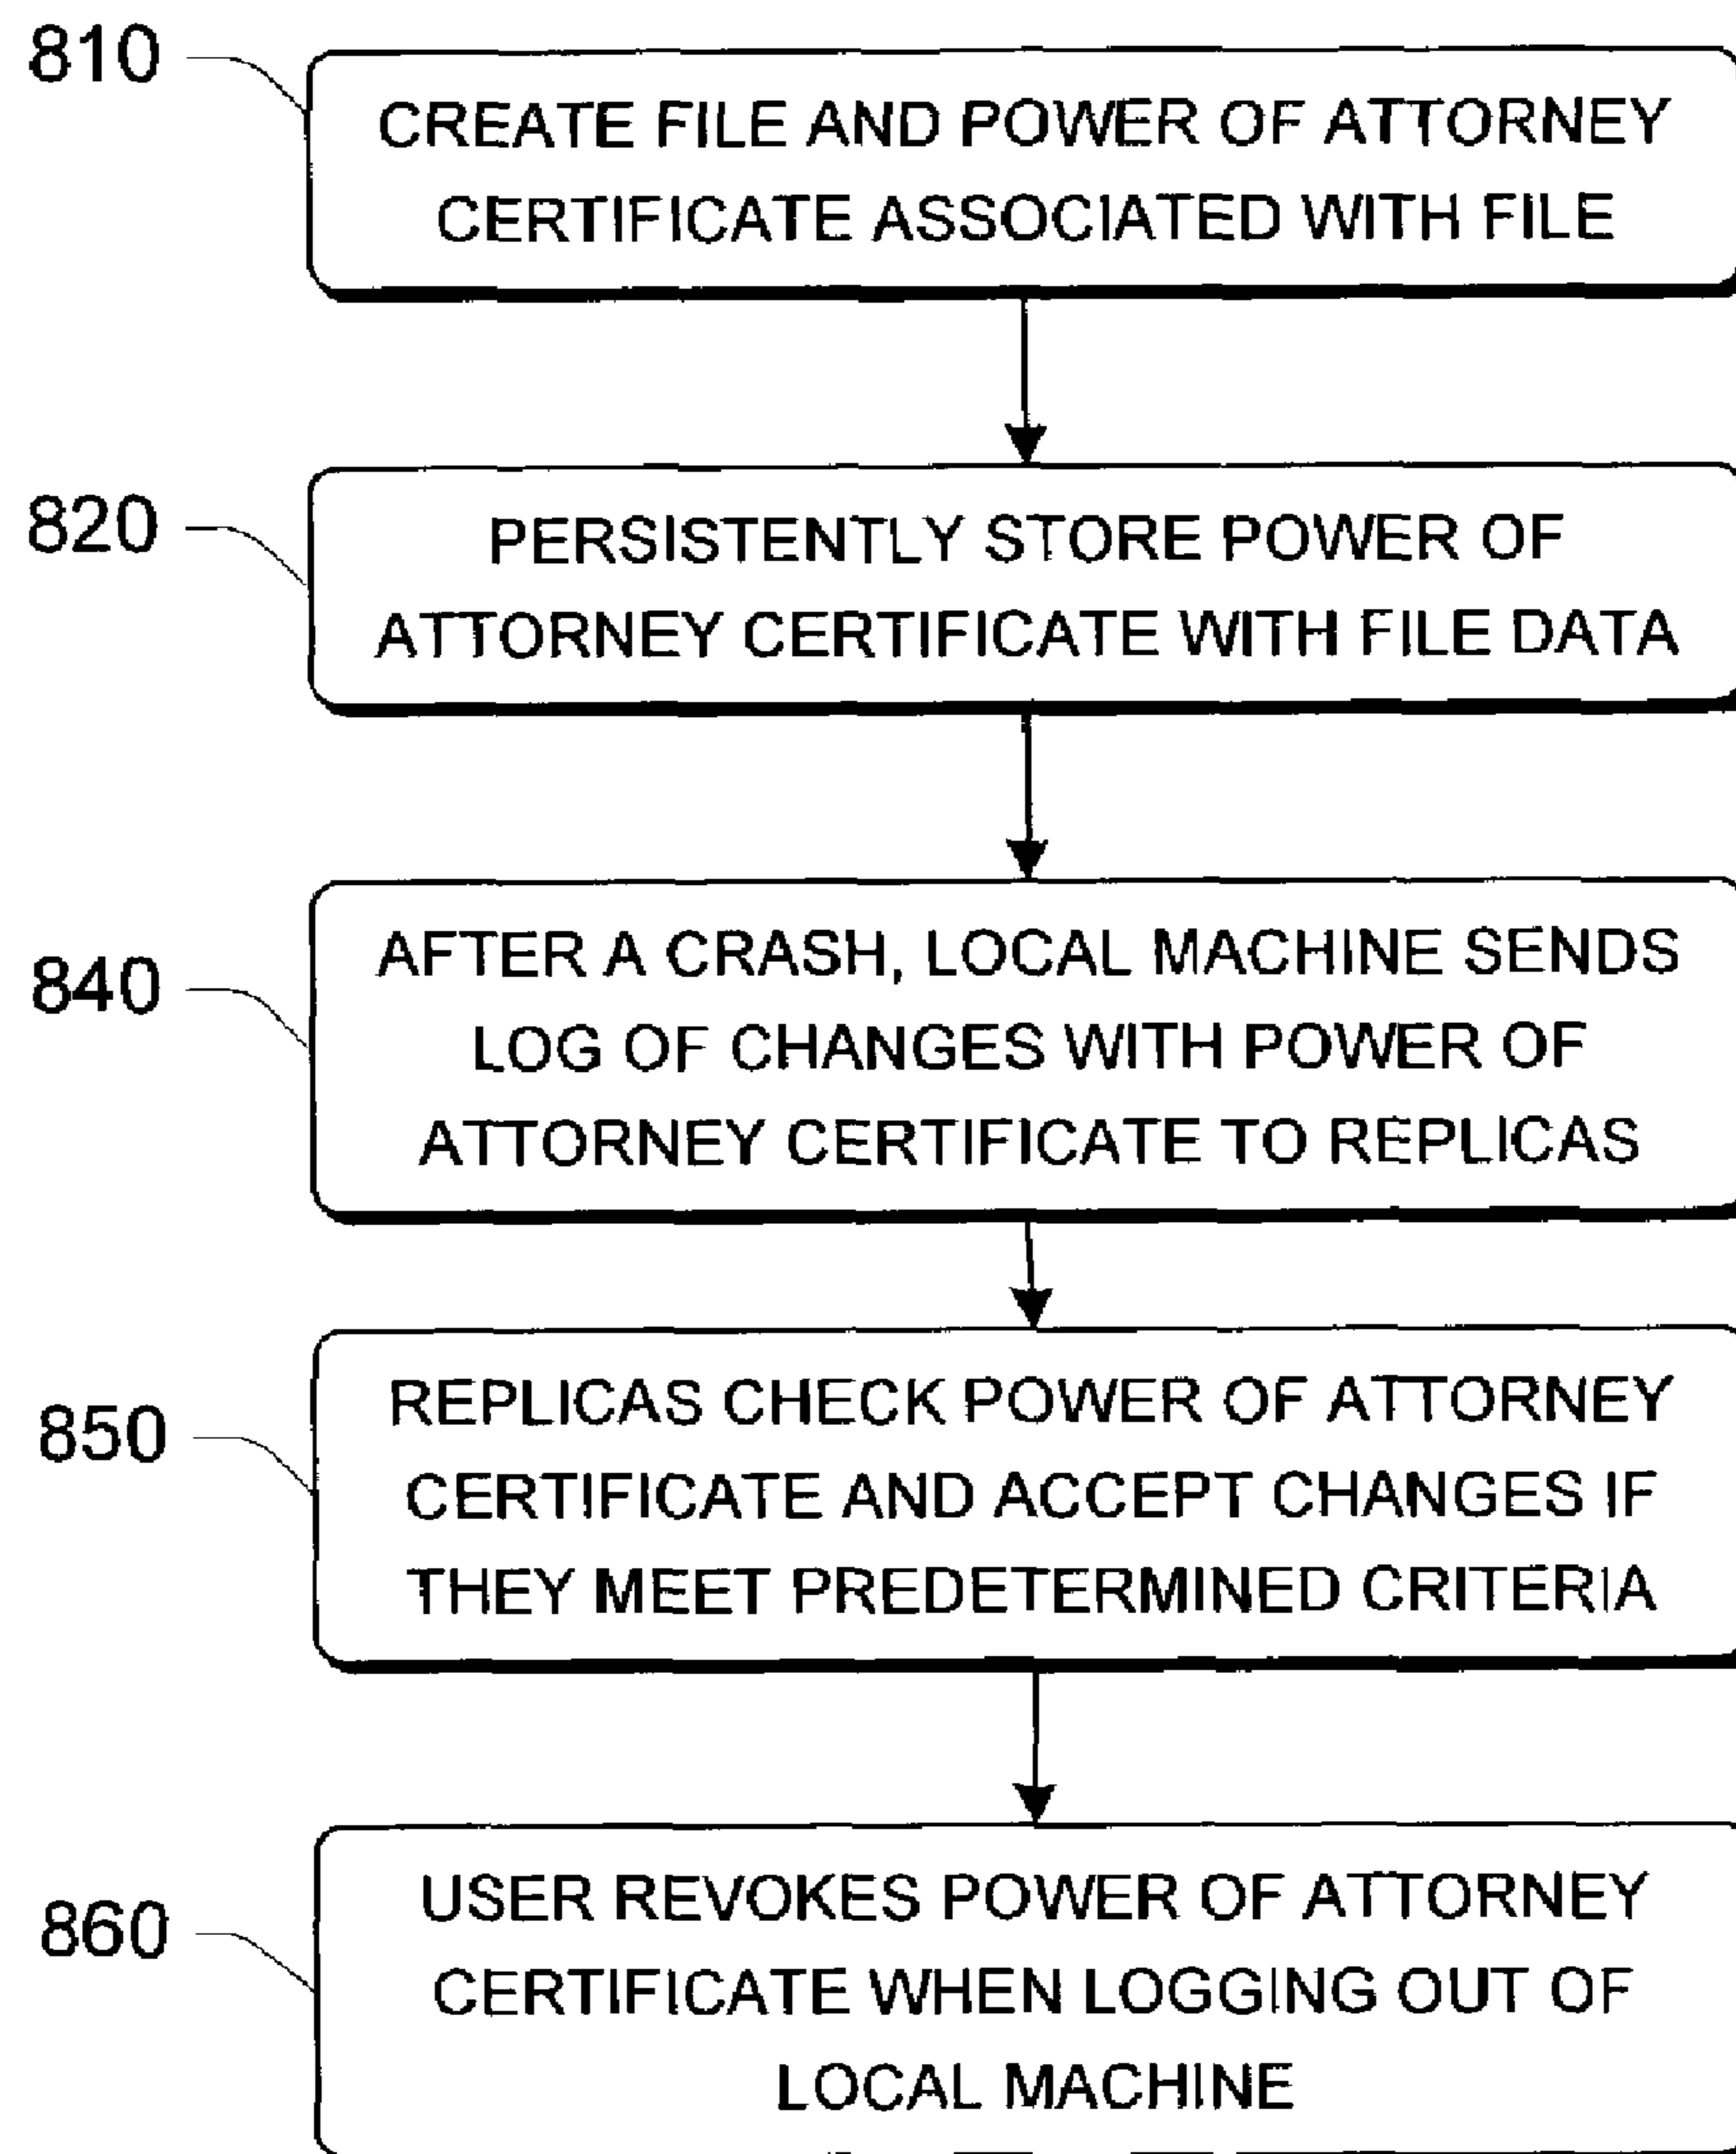 810
CREATE FILE AND POWER OF ATTORNEY
CERTIFICATE ASSOCIATED WITH FILE
820
PERSISTENTLY STORE POWER OF
ATTORNEY CERTIFICATE WITH FILE DATA
840
AFTER A CRASH, LOCAL MACHINE SENDS
LOG OF CHANGES WITH POWER OF
ATTORNEY CERTIFICATE TO REPLICAS
850
REPLICAS CHECK POWER OF ATTORNEY
CERTIFICATE AND ACCEPT CHANGES IF
THEY MEET PREDETERMINED CRITERIA
860
USER REVOKES POWER OF ATTORNEY
CERTIFICATE WHEN LOGGING OUT OF
LOCAL MACHINE